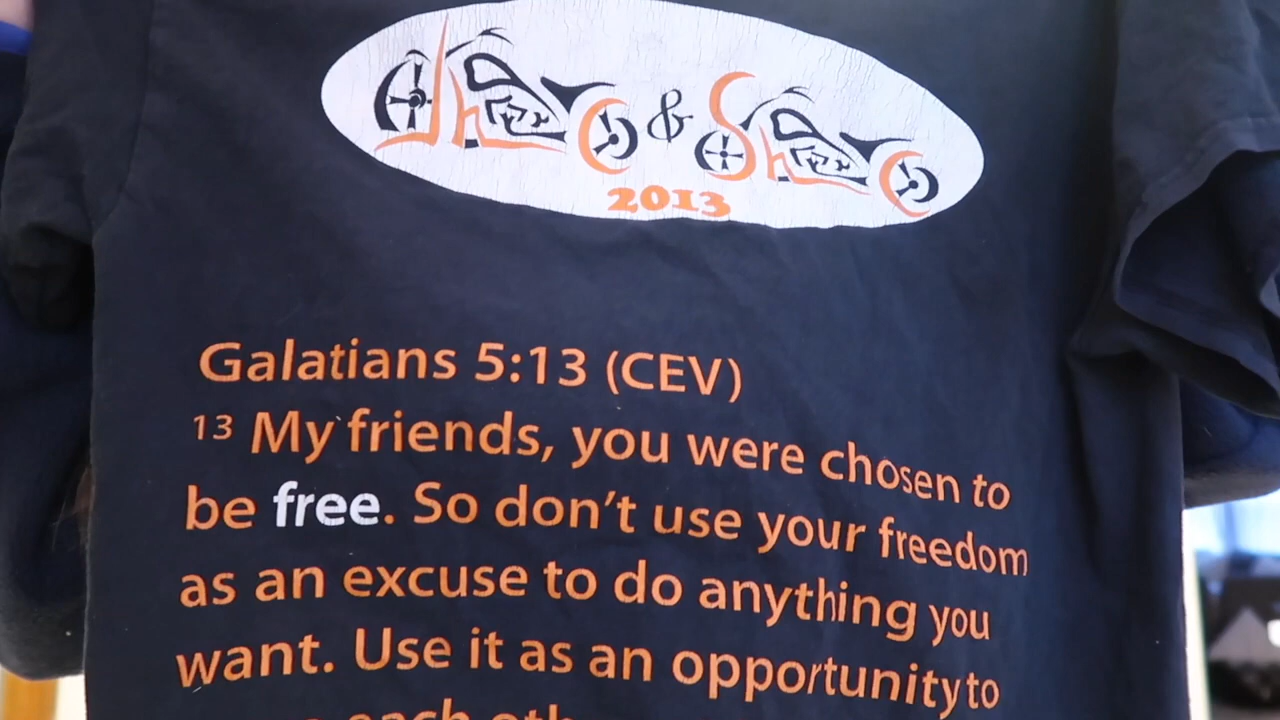 &
2013
Galatians 5:13 (CEV)
13 My friends, you were chosen to
be free. So don't use your freedom
as an excuse to do anything you
want. Use it as an opportunity to
each